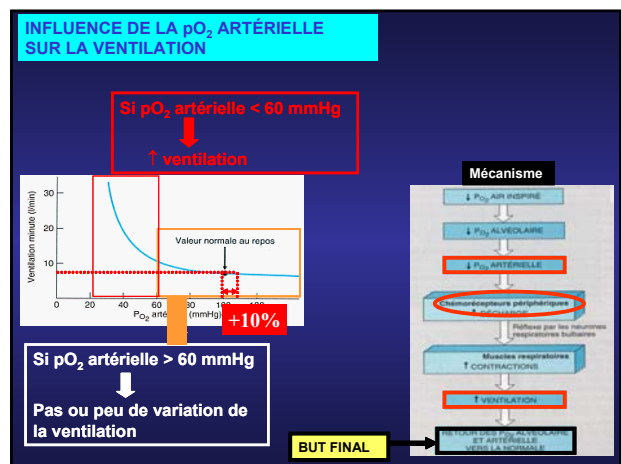 INFLUENCE DE LA pO2 ARTÉRIELLE
SUR LA VENTILATION
Si pO2 artérielle < 60 mmHg
↑ ventilation
Ventilation minute (l/min)
30
20
10
Valeur normale au repos
0
20
40
60
80
PO2
(mmHg)
+10%
Si pO2 artérielle > 60 mmHg
Pas ou peu de variation de
la ventilation
Mécanisme
↓ PO2 AIR INSPIRÉ
↓ PO2 ALVÉOLAIRE
↓ PO2 ARTÉRIELLE
Chémorécepteurs périphériques
↑ DÉCHARGE
Réflexe par les neurones
respiratoires bulbaires
Muscles respiratoires
↑ CONTRACTIONS
↑ VENTILATION
RETOUR DES PO2 ALVÉOLAIRE
ET ARTÉRIELLE
VERS LA NORMALE
BUT FINAL